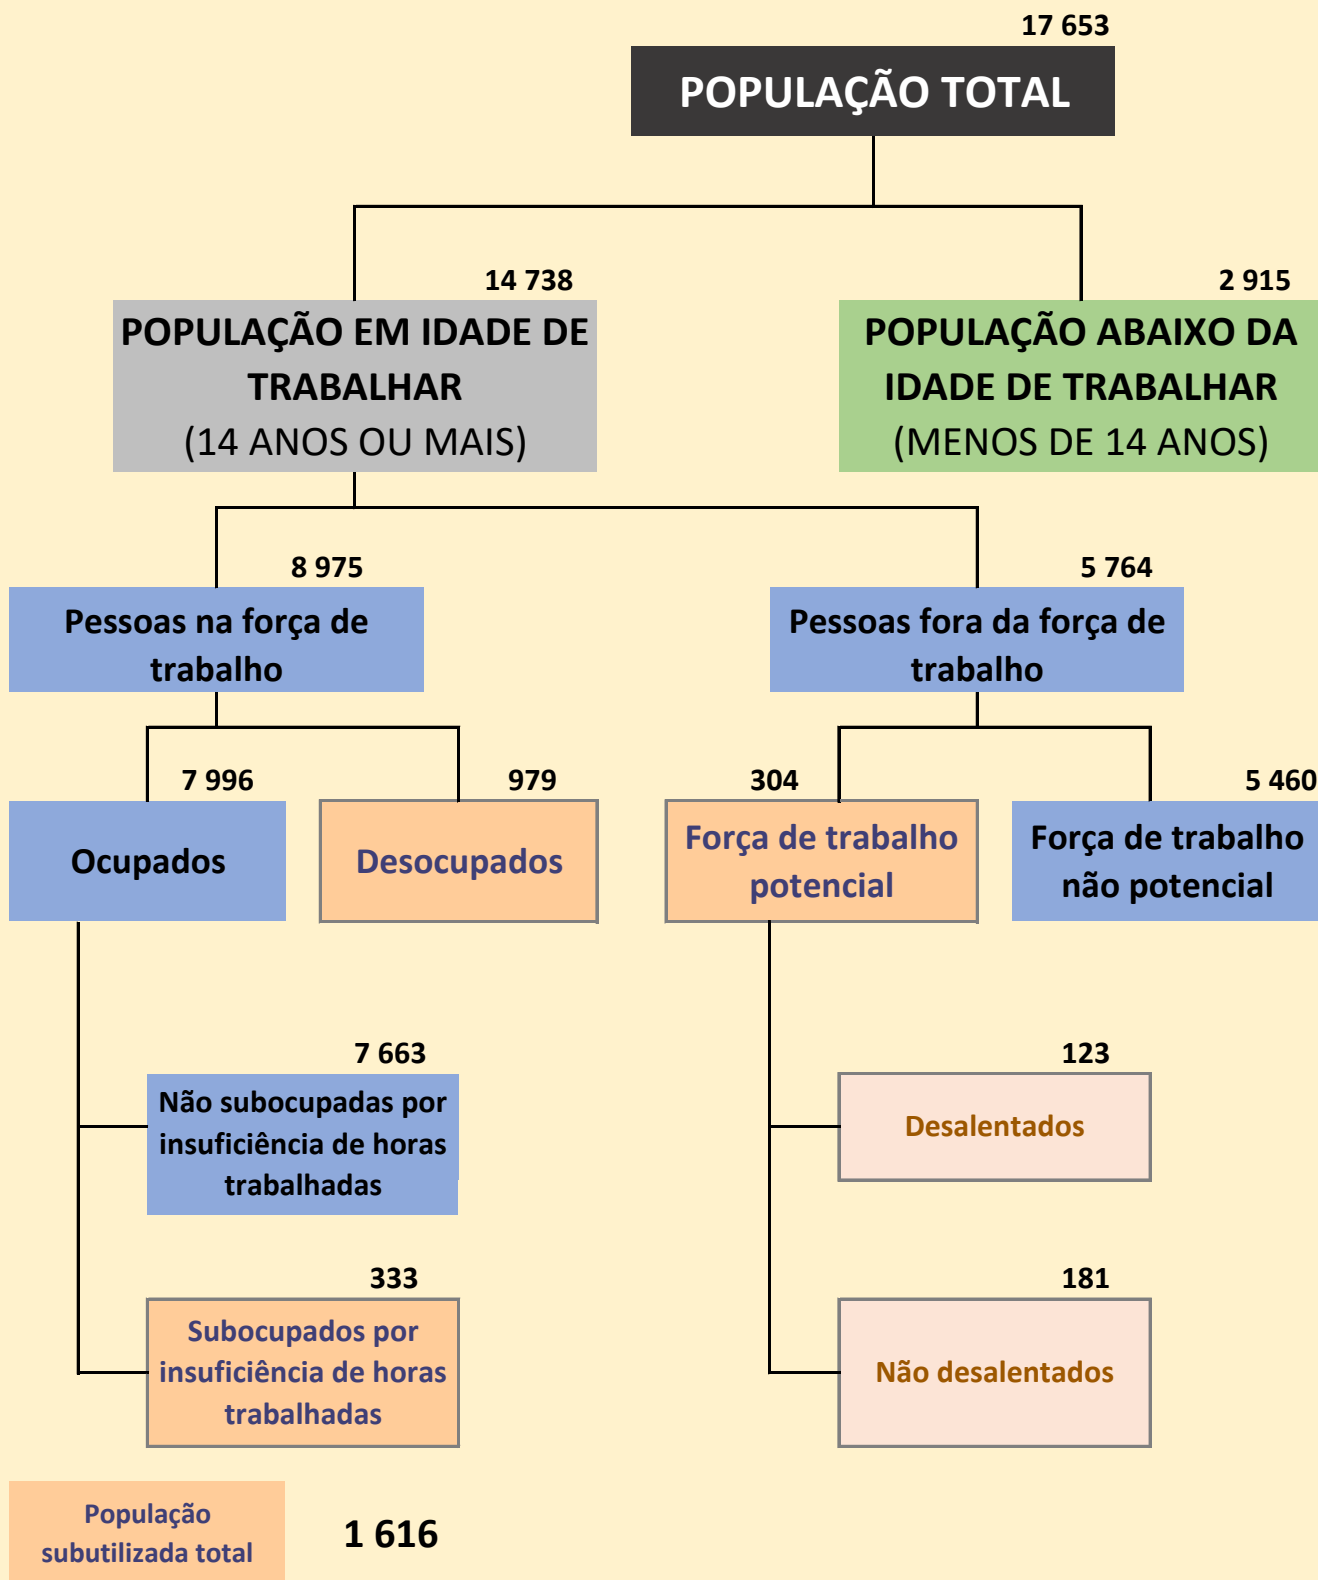 17 653
POPULAÇÃO TOTAL
14 738
POPULAÇÃO EM IDADE DE
TRABALHAR
(14 ANOS OU MAIS)
2 915
POPULAÇÃO ABAIXO DA
IDADE DE TRABALHAR
(MENOS DE 14 ANOS)
8 975
Pessoas na força de
trabalho
5 764
Pessoas fora da força de
trabalho
7 996
Ocupados
979
Desocupados
304
Força de trabalho
potencial
5 460
Força de trabalho
não potencial
7 663
Não subocupadas por
insuficiência de horas
trabalhadas
123
Desalentados
333
Subocupados por
insuficiência de horas
trabalhadas
181
Não desalentados
População
subutilizada total
1 616